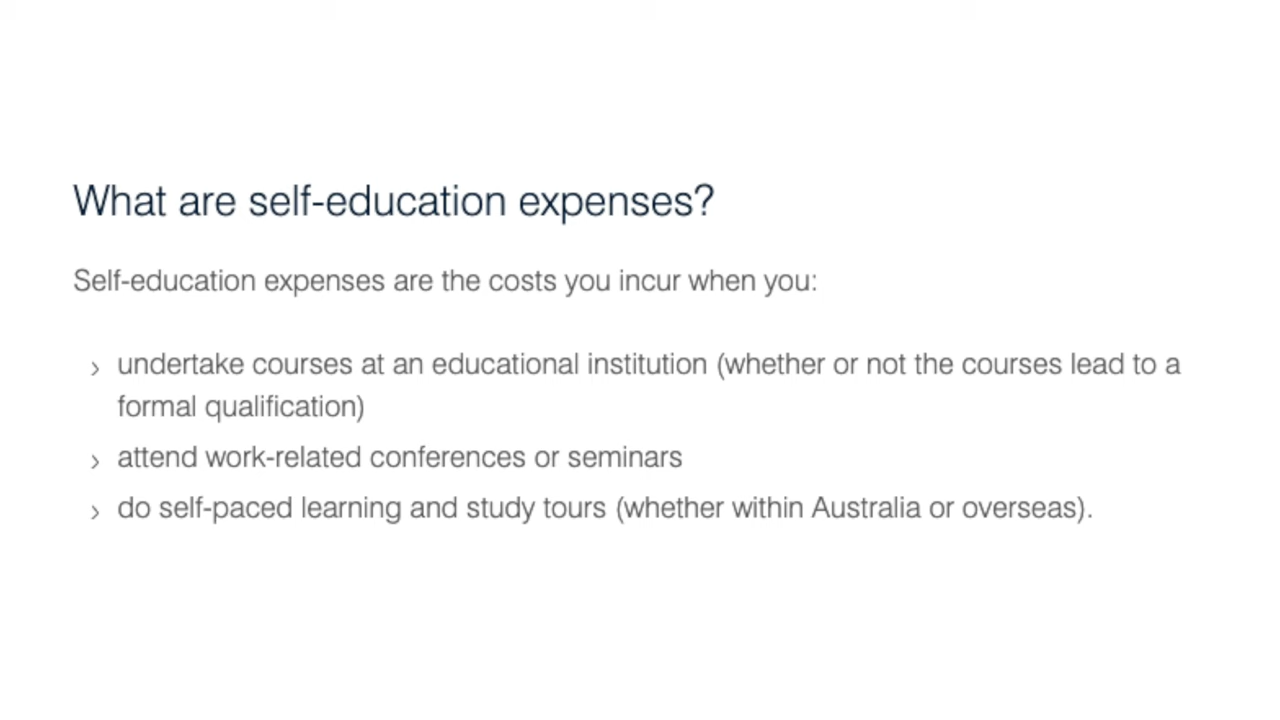 What are self-education expenses?
Self-education expenses are the costs you incur when you:
› undertake courses at an educational institution (whether or not the courses lead to a
formal qualification)
› attend work-related conferences or seminars
› do self-paced learning and study tours (whether within Australia or overseas).